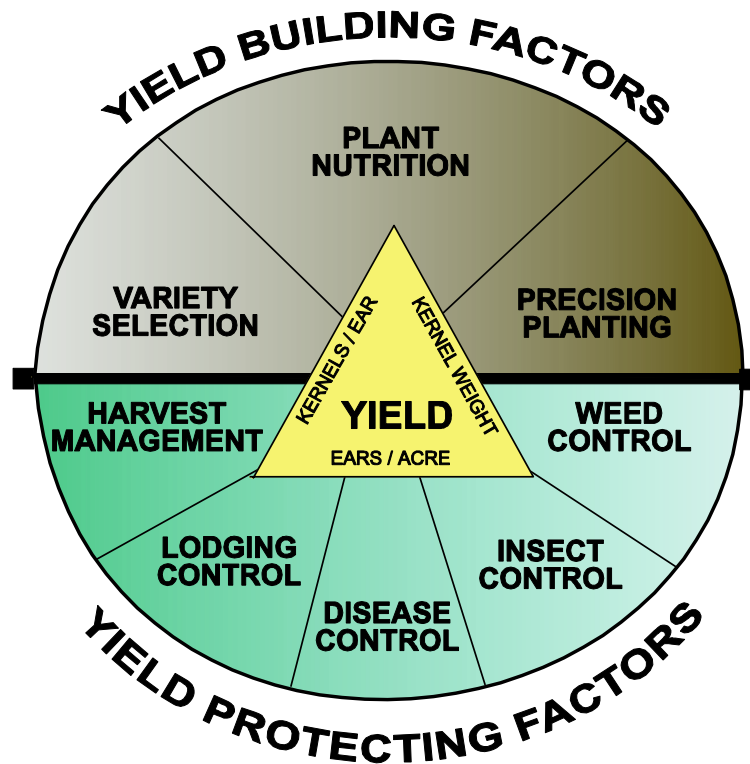 YIELD BUILDING FACTORS
PLANT
NUTRITION
VARIETY
SELECTION
PRECISION
PLANTING
KERNELS / EAR
KERNEL WEIGHT
YIELD
EARS / ACRE
HARVEST
MANAGEMENT
WEED
CONTROL
LODGING
CONTROL
INSECT
CONTROL
DISEASE
CONTROL
YIELD PROTECTING FACTORS